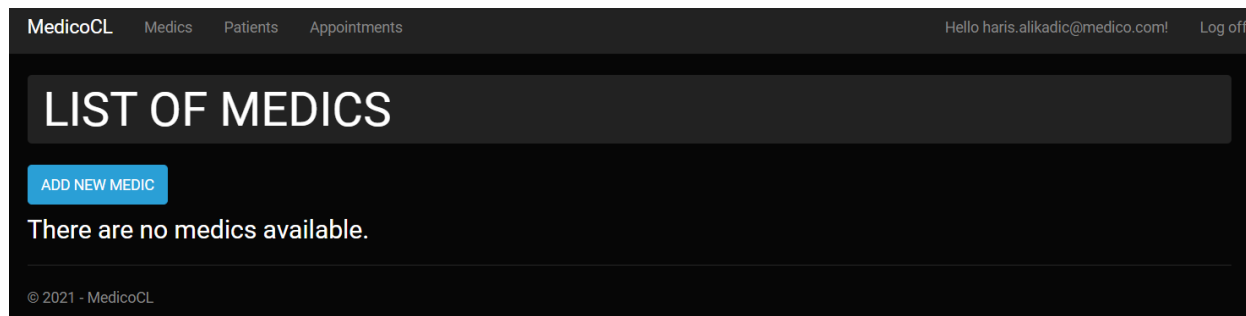 MedicoCL Medics Patients Appointments Hello haris.alikadic@medico.com! Log off
LIST OF MEDICS
ADD NEW MEDIC
There are no medics available.
© 2021 - MedicoCL